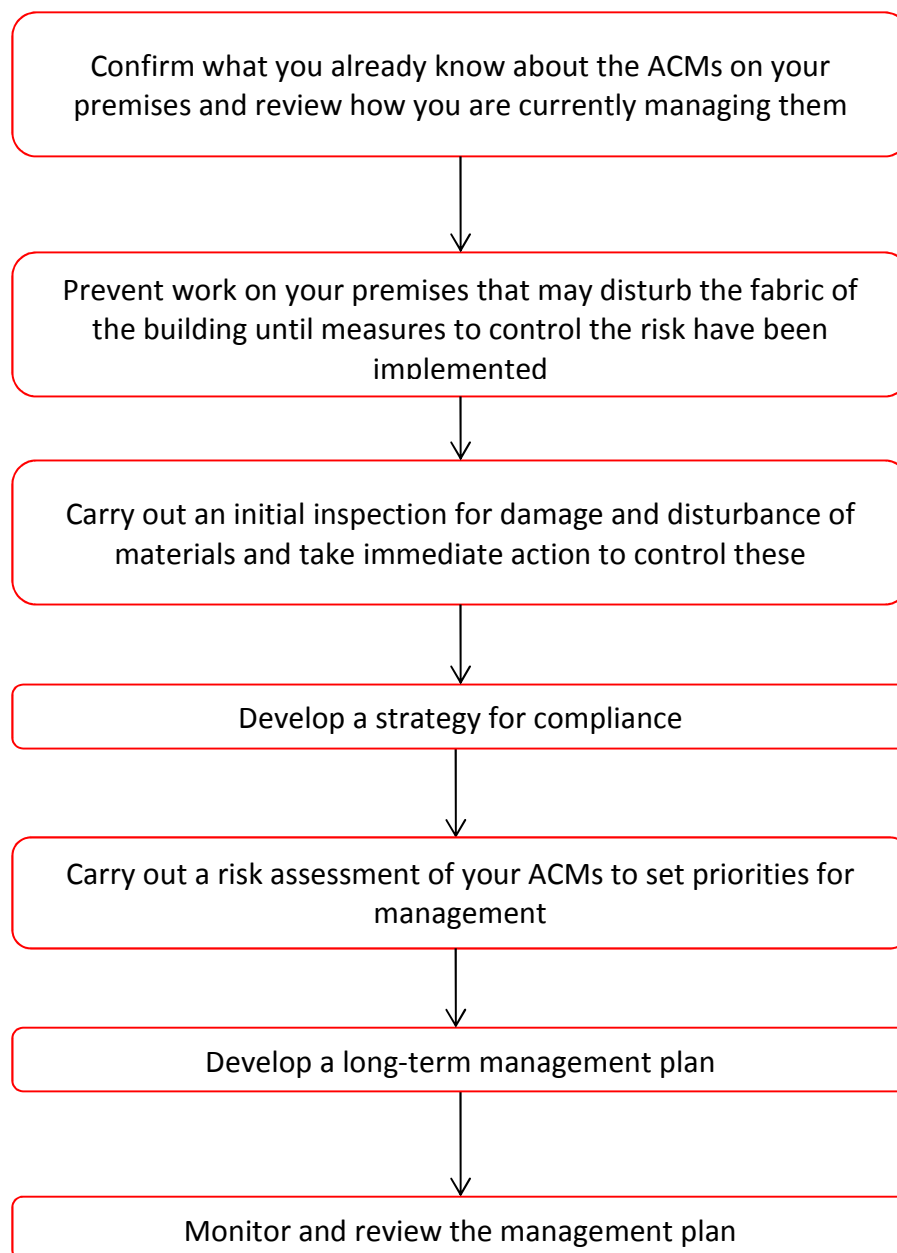 Confirm what you already know about the ACMs on your
premises and review how you are currently managing them
Prevent work on your premises that may disturb the fabric of
the building until measures to control the risk have been
implemented
Carry out an initial inspection for damage and disturbance of
materials and take immediate action to control these
Develop a strategy for compliance
Carry out a risk assessment of your ACMs to set priorities for
management
Develop a long-term management plan
Monitor and review the management plan